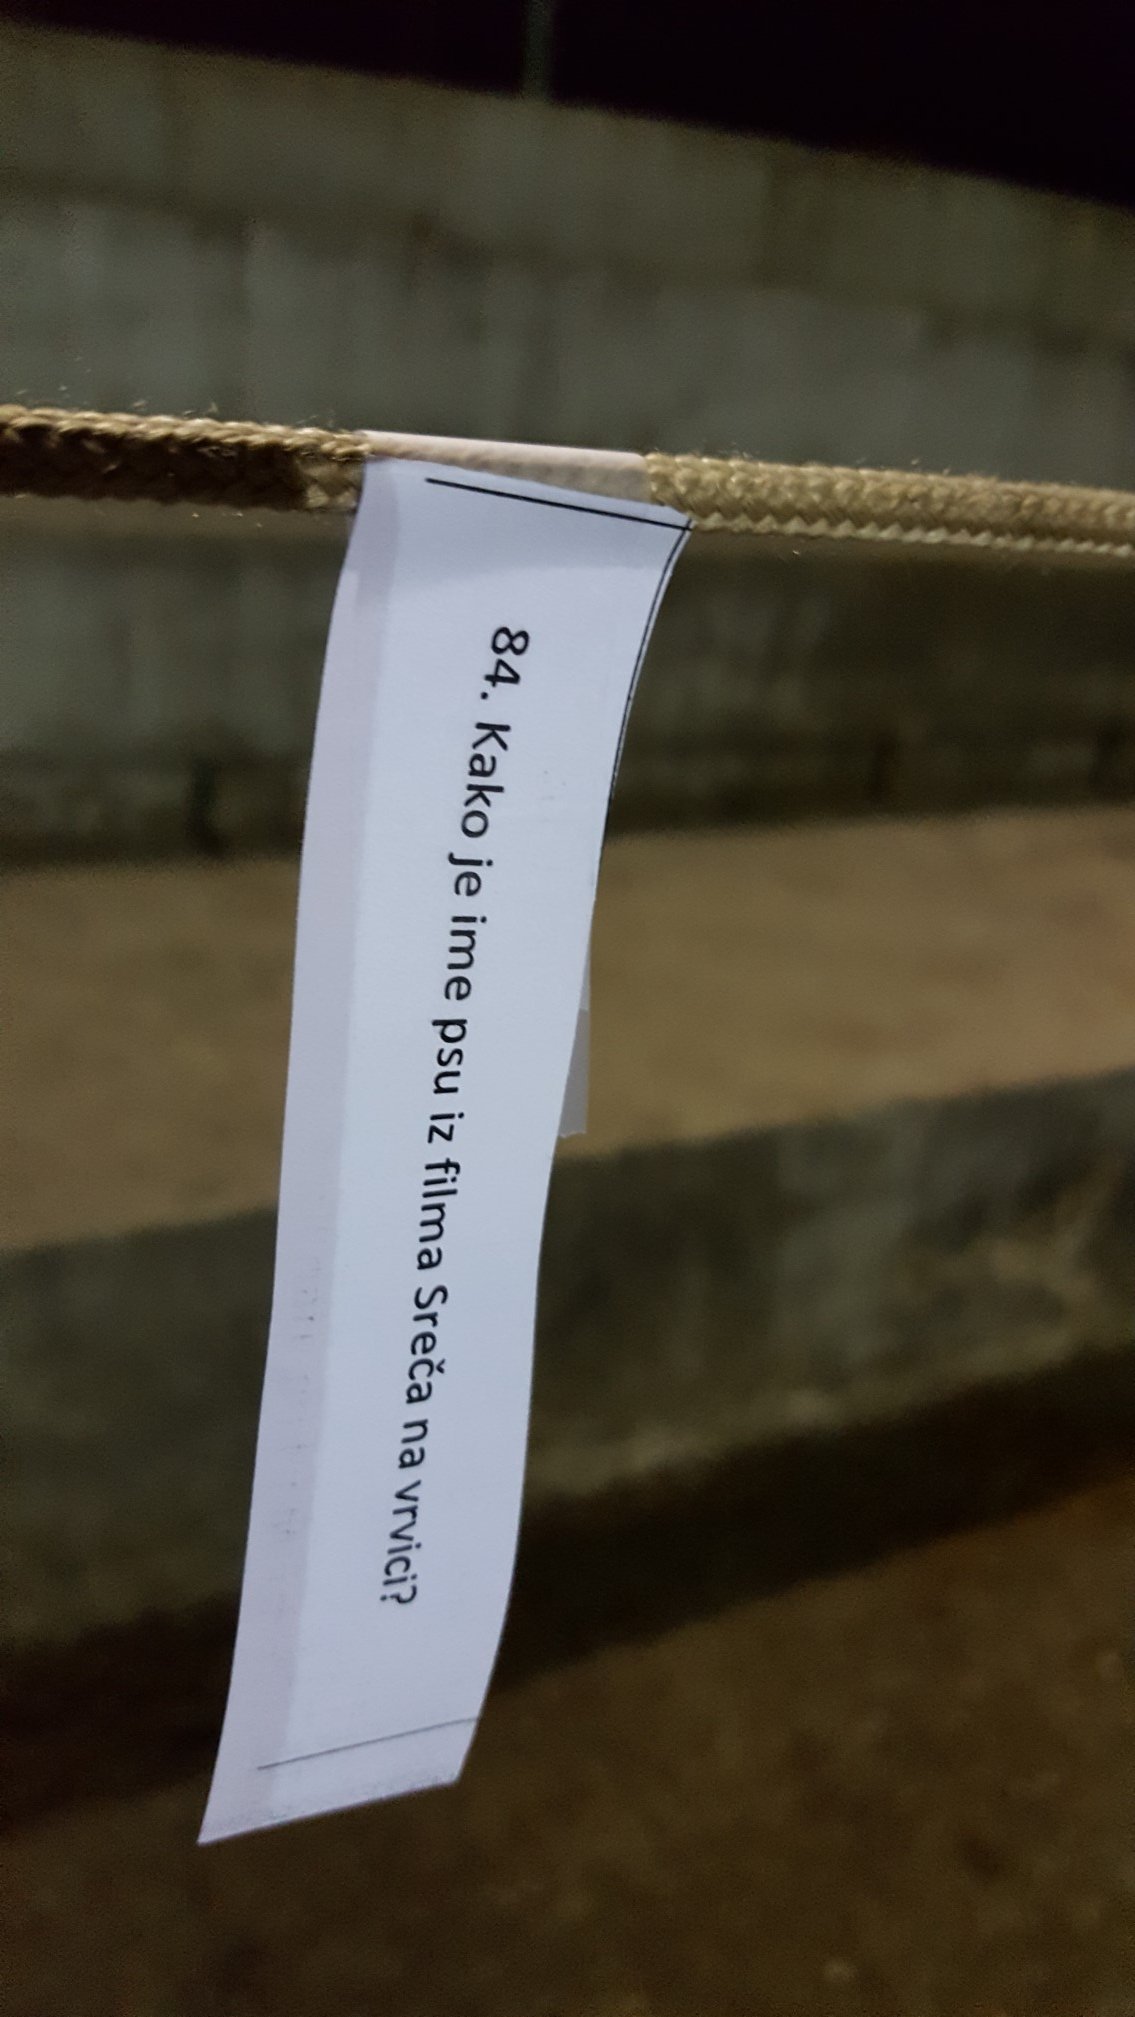 84. Kako je ime psu iz filma Sreča na vrvici?